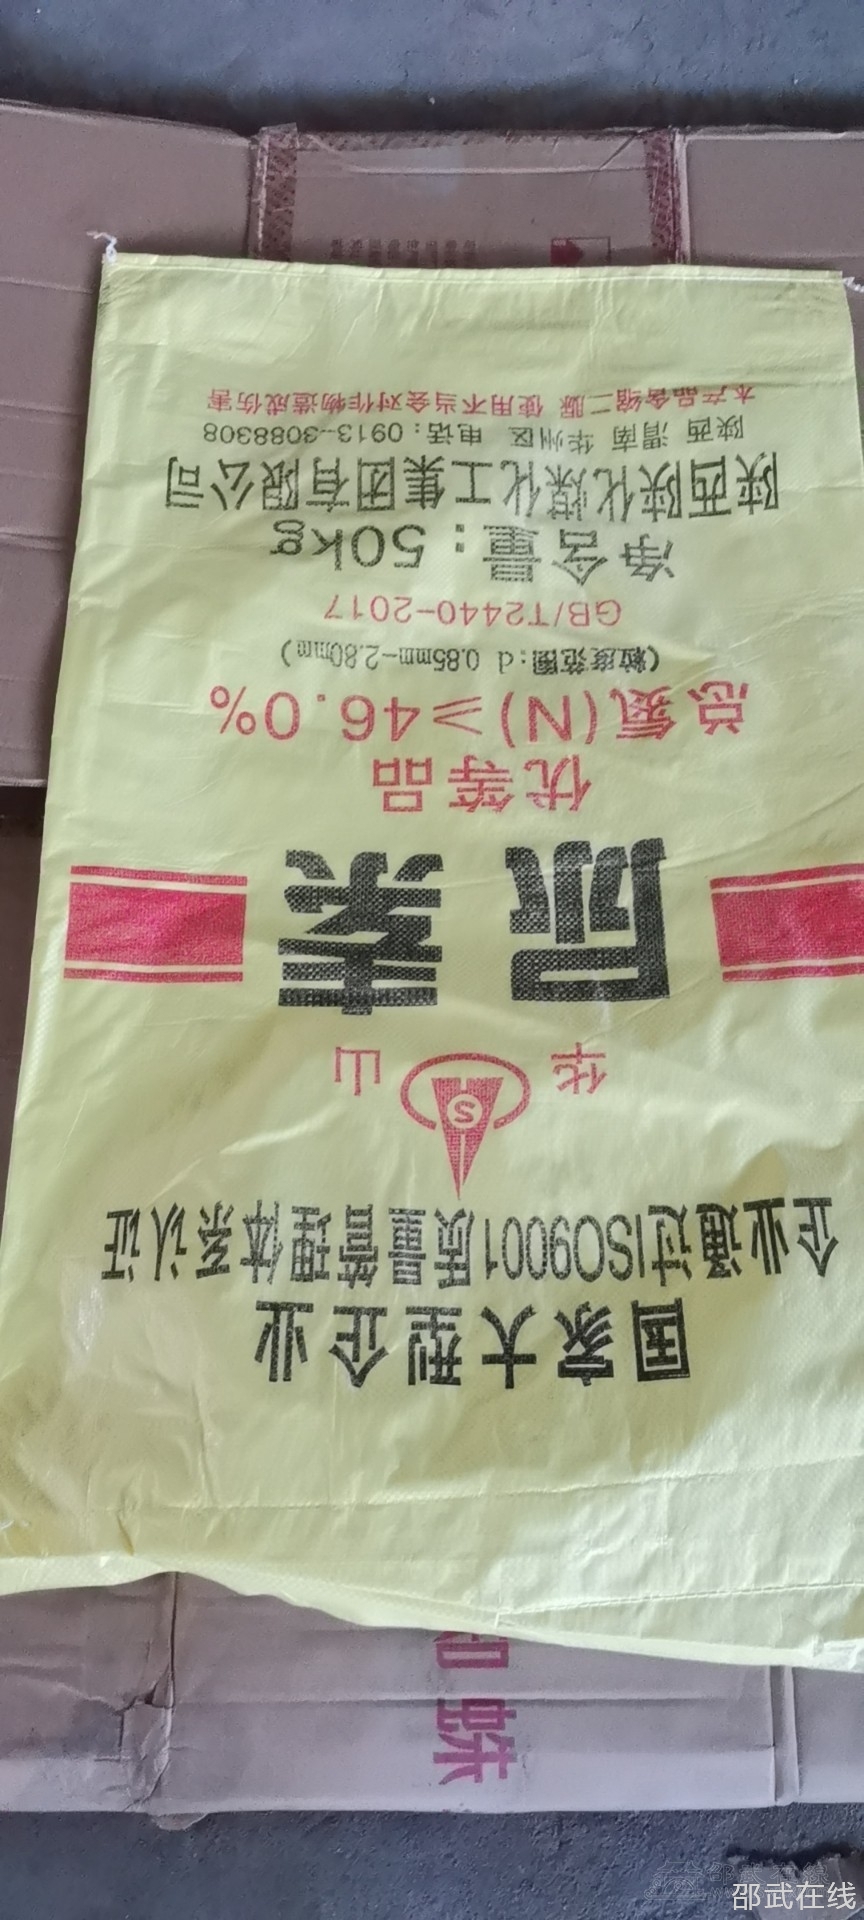 国家大型企业
企业通过ISO9001质量管理体系认证
华 S 山
尿素
优等品
总氮(N)≥46.0%
(粒度范围:d 0.85mm-2.80mm)
GB/T2440-2017
净含量:50kg
陕西陕化煤化工集团有限公司
陕西 渭南 华州区 电话:0913-3088308
本产品含缩二脲 使用不当会对作物造成伤害
邵武在线